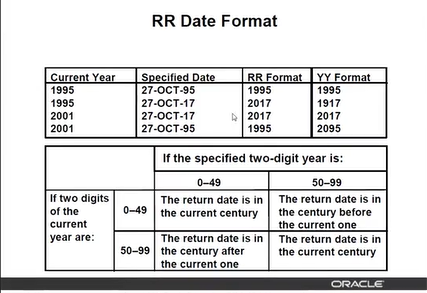 RR Date Format
Current Year Specified Date RR Format YY Format
1995 27-OCT-95 1995 1995
1995 27-OCT-17 2017 1917
2001 27-OCT-17 2017 2017
2001 27-OCT-95 1995 2095
If the specified two-digit year is:
0–49 50–99
If two digits
of the
current
year are:
0–49
The return date is in
the current century
The return date is in
the century before
the current one
50–99
The return date is in
the century after
the current one
The return date is in
the current century
ORACLE